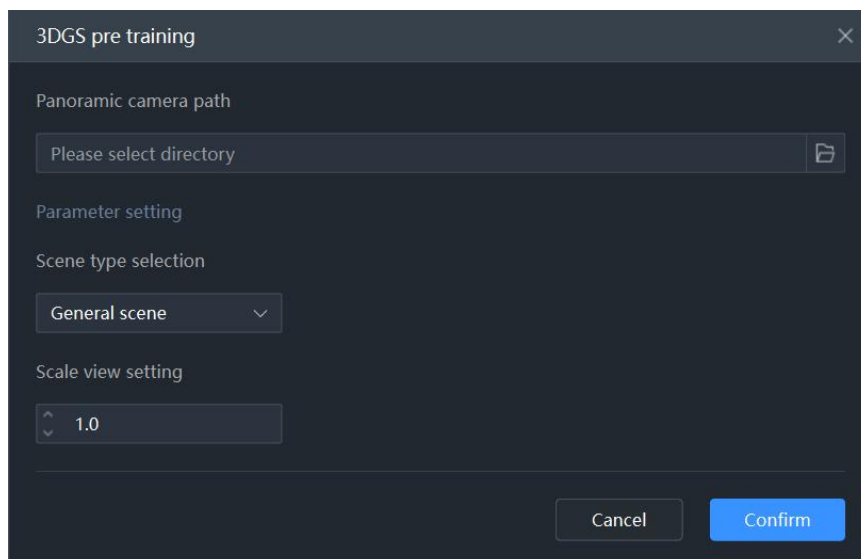 3DGS pre training
Panoramic camera path
Please select directory
Parameter setting
Scene type selection
General scene
Scale view setting
1.0
Cancel
Confirm